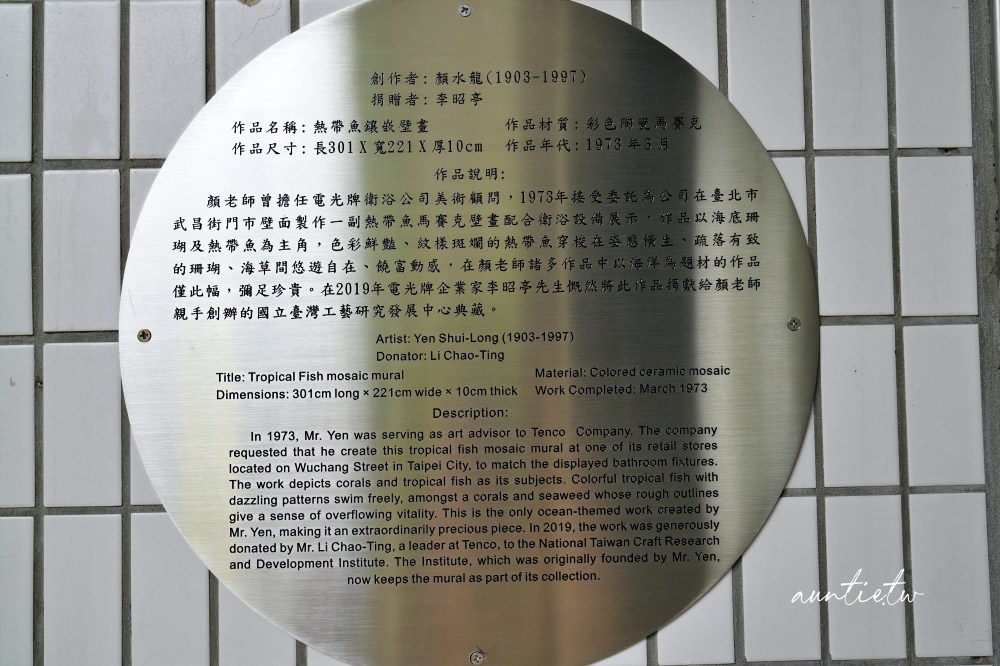 創作者：顏水龍(1903-1997)
捐贈者：李昭亭
作品名稱：熱帶魚鑲嵌壁畫 作品材質：彩色陶瓷馬賽克
作品尺寸：長301 X 寬221 X 厚10cm 作品年代：1973 年3 月
作品說明：
顏老師曾擔任電光牌衛浴公司美術顧問，1973年接受委託為公司在臺北市
武昌街門市壁面製作一副熱帶魚馬賽克壁畫配合衛浴設備展示，作品以海底珊
瑚及熱帶魚為主角，色彩鮮豔、紋樣斑斕的熱帶魚穿梭在姿態橫生、疏落有致
的珊瑚、海草間悠遊自在、饒富動感，在顏老師諸多作品中以海洋為題材的作品
僅此幅，彌足珍貴。在2019年電光牌企業家李昭亭先生慨然將此作品捐獻給顏老師
親手創辦的國立臺灣工藝研究發展中心典藏。
Artist: Yen Shui-Long (1903-1997)
Donator: Li Chao-Ting
Title: Tropical Fish mosaic mural Material: Colored ceramic mosaic
Dimensions: 301cm long × 221cm wide × 10cm thick Work Completed: March 1973
Description:
In 1973, Mr. Yen was serving as art advisor to Tenco Company. The company
requested that he create this tropical fish mosaic mural at one of its retail stores
located on Wuchang Street in Taipei City, to match the displayed bathroom fixtures.
The work depicts corals and tropical fish as its subjects. Colorful tropical fish with
dazzling patterns swim freely, amongst a corals and seaweed whose rough outlines
give a sense of overflowing vitality. This is the only ocean-themed work created by
Mr. Yen, making it an extraordinarily precious piece. In 2019, the work was generously
donated by Mr. Li Chao-Ting, a leader at Tenco, to the National Taiwan Craft Research
and Development Institute. The Institute, which was originally founded by Mr. Yen,
now keeps the mural as part of its collection.
auntie.tw